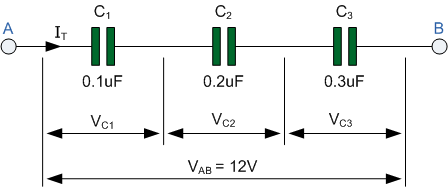 C1 C2 C3
A IT B
0.1uF 0.2uF 0.3uF
VC1 VC2 VC3
VAB = 12V